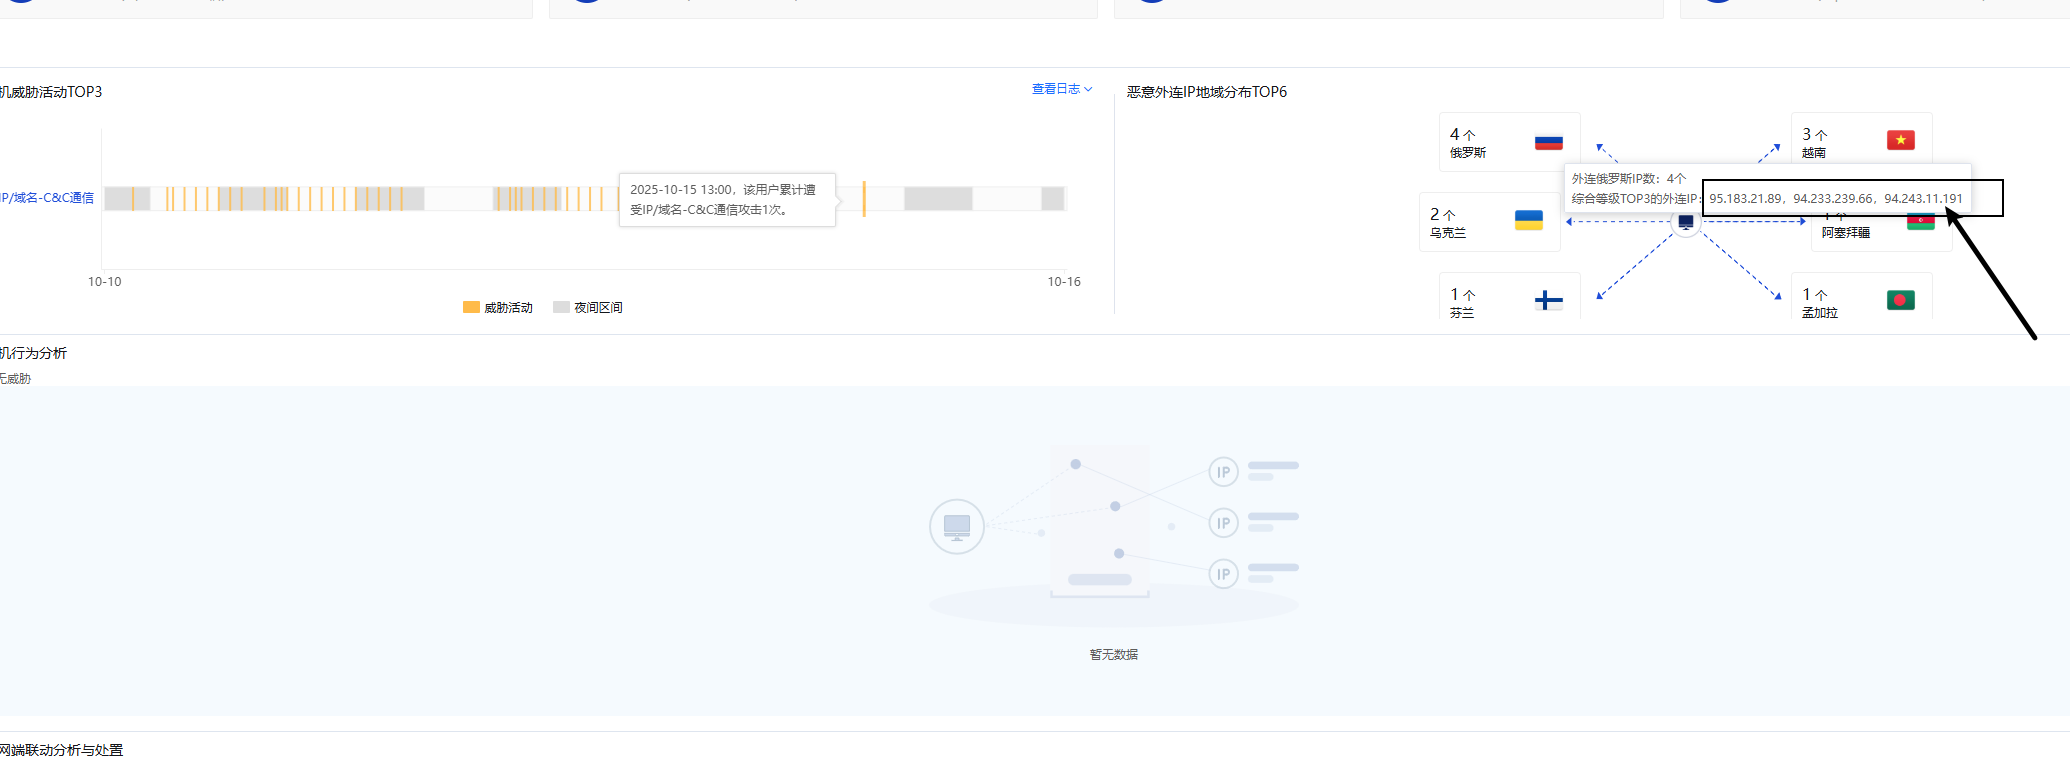 机威胁活动TOP3
查看日志
恶意外连IP地域分布TOP6
IP/域名-C&C通信
2025-10-15 13:00，该用户累计遭
受IP/域名-C&C通信攻击1次。
10-10
10-16
威胁活动
夜间区间
4 个
俄罗斯
3 个
越南
外连俄罗斯IP数：4个
综合等级TOP3的外连IP：95.183.21.89，94.233.239.66，94.243.11.191
2 个
乌克兰
个
阿塞拜疆
1 个
芬兰
1 个
孟加拉
机行为分析
无威胁
IP
IP
IP
暂无数据
网端联动分析与处置